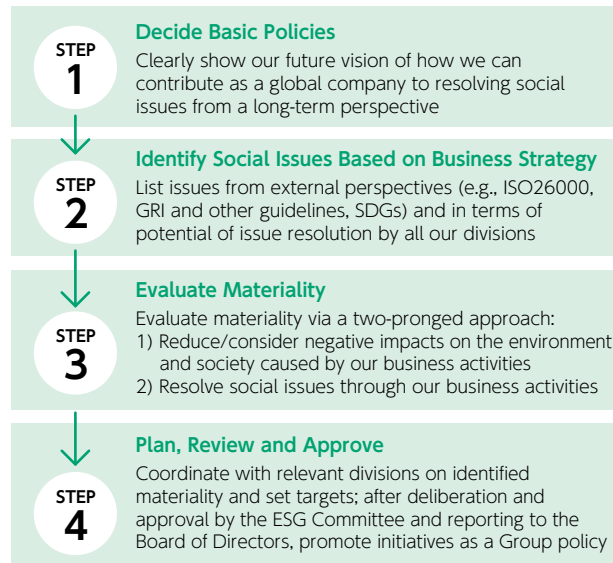 STEP
1
Decide Basic Policies
Clearly show our future vision of how we can
contribute as a global company to resolving social
issues from a long-term perspective
STEP
2
Identify Social Issues Based on Business Strategy
List issues from external perspectives (e.g., ISO26000,
GRI and other guidelines, SDGs) and in terms of
potential of issue resolution by all our divisions
STEP
3
Evaluate Materiality
Evaluate materiality via a two-pronged approach:
1) Reduce/consider negative impacts on the environment
and society caused by our business activities
2) Resolve social issues through our business activities
STEP
4
Plan, Review and Approve
Coordinate with relevant divisions on identified
materiality and set targets; after deliberation and
approval by the ESG Committee and reporting to the
Board of Directors, promote initiatives as a Group policy